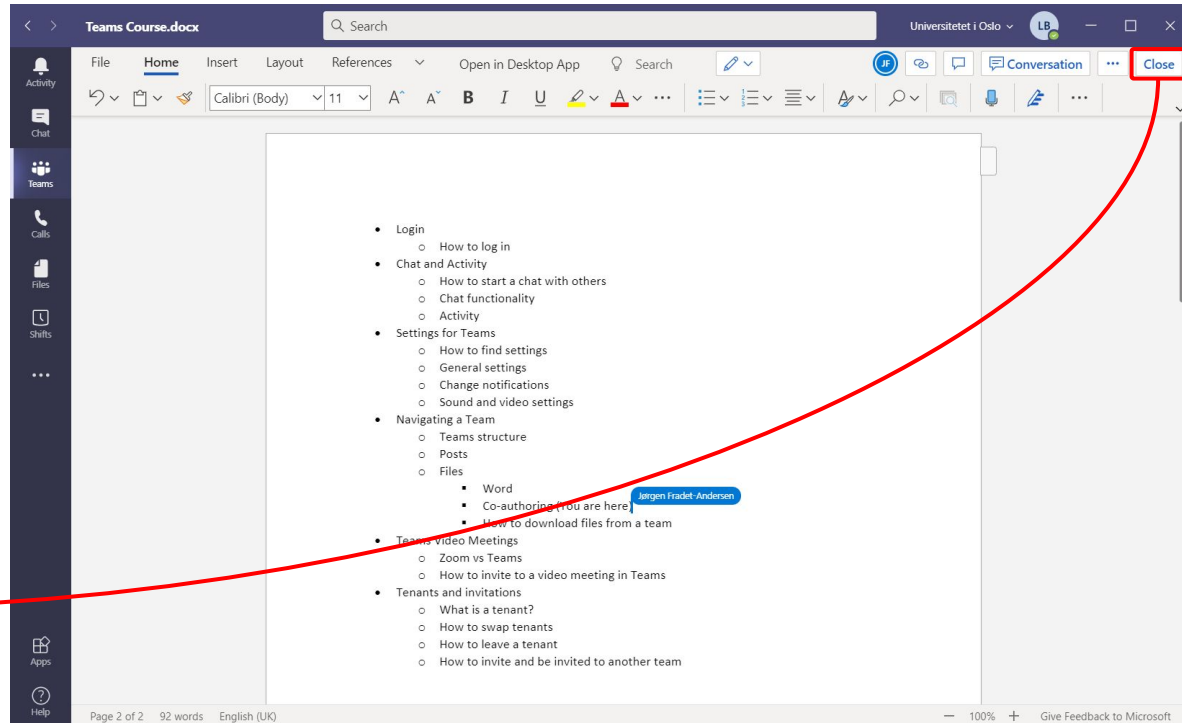 Teams Course.docx
Search
Universitetet i Oslo
LB
File Home Insert Layout References Open in Desktop App Search
JF
Conversation
Close
Calibri (Body) 11 A A B I U A
Activity
Chat
Teams
Calls
Files
Shifts
Apps
Help
• Login
o How to log in
• Chat and Activity
o How to start a chat with others
o Chat functionality
o Activity
• Settings for Teams
o How to find settings
o General settings
o Change notifications
o Sound and video settings
• Navigating a Team
o Teams structure
o Posts
o Files
▪ Word
Jørgen Fradet-Andersen
▪ Co-authoring (You are here)
▪ How to download files from a team
• Teams Video Meetings
o Zoom vs Teams
o How to invite to a video meeting in Teams
• Tenants and invitations
o What is a tenant?
o How to swap tenants
o How to leave a tenant
o How to invite and be invited to another team
Page 2 of 2 92 words English (UK) — 100% + Give Feedback to Microsoft